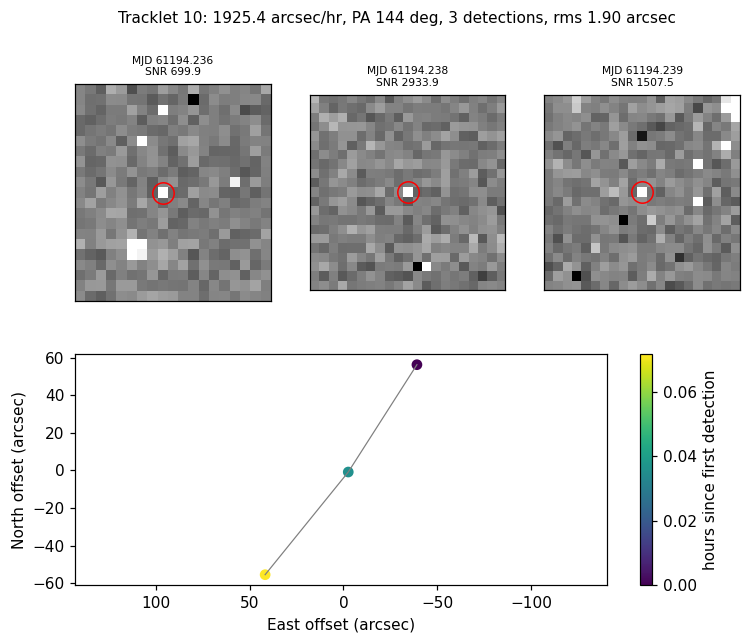 Tracklet 10: 1925.4 arcsec/hr, PA 144 deg, 3 detections, rms 1.90 arcsec
MJD 61194.236
SNR 699.9
MJD 61194.238
SNR 2933.9
MJD 61194.239
SNR 1507.5
60
40
20
0
−20
−40
−60
North offset (arcsec)
100
50
0
−50
−100
East offset (arcsec)
0.06
0.04
0.02
0.00
hours since first detection